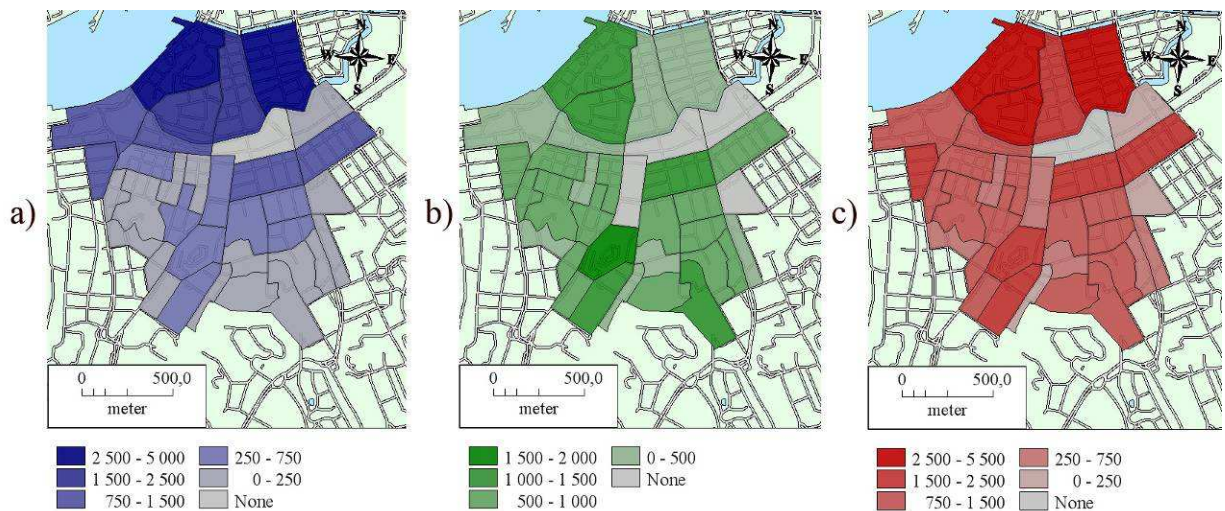 a)
N
W E
S
0 500,0
meter
2 500 - 5 000
1 500 - 2 500
750 - 1 500
250 - 750
0 - 250
None
b)
N
W E
S
0 500,0
meter
1 500 - 2 000
1 000 - 1 500
500 - 1 000
0 - 500
None
c)
N
W E
S
0 500,0
meter
2 500 - 5 500
1 500 - 2 500
750 - 1 500
250 - 750
0 - 250
None